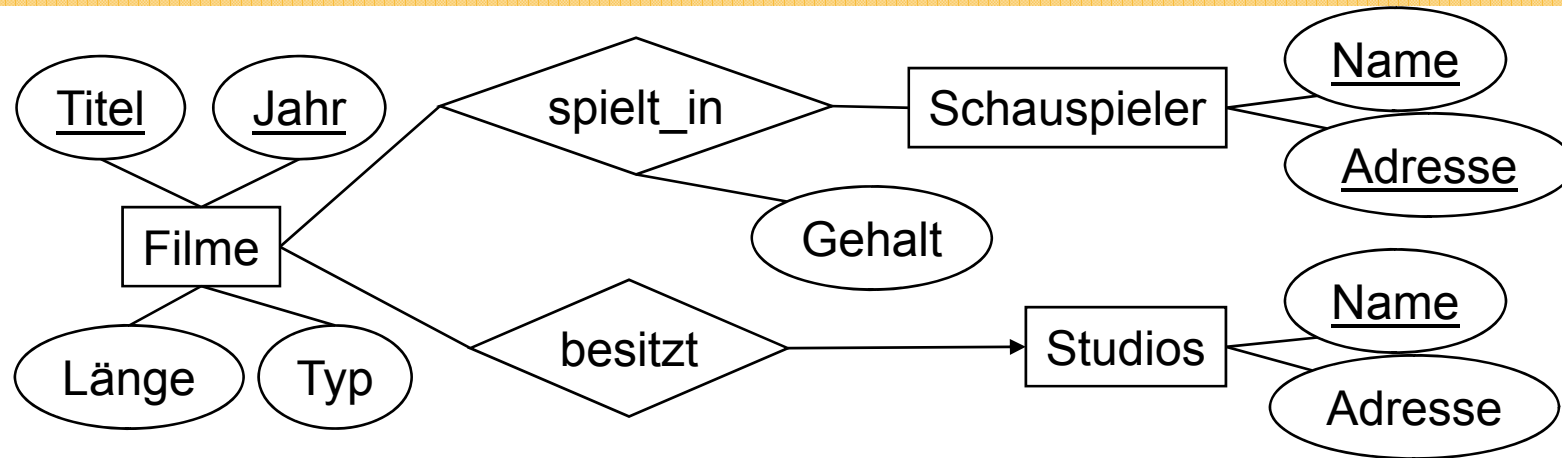 Titel
Jahr
spielt_in
Schauspieler
Name
Adresse
Filme
Gehalt
Länge
Typ
besitzt
Studios
Name
Adresse